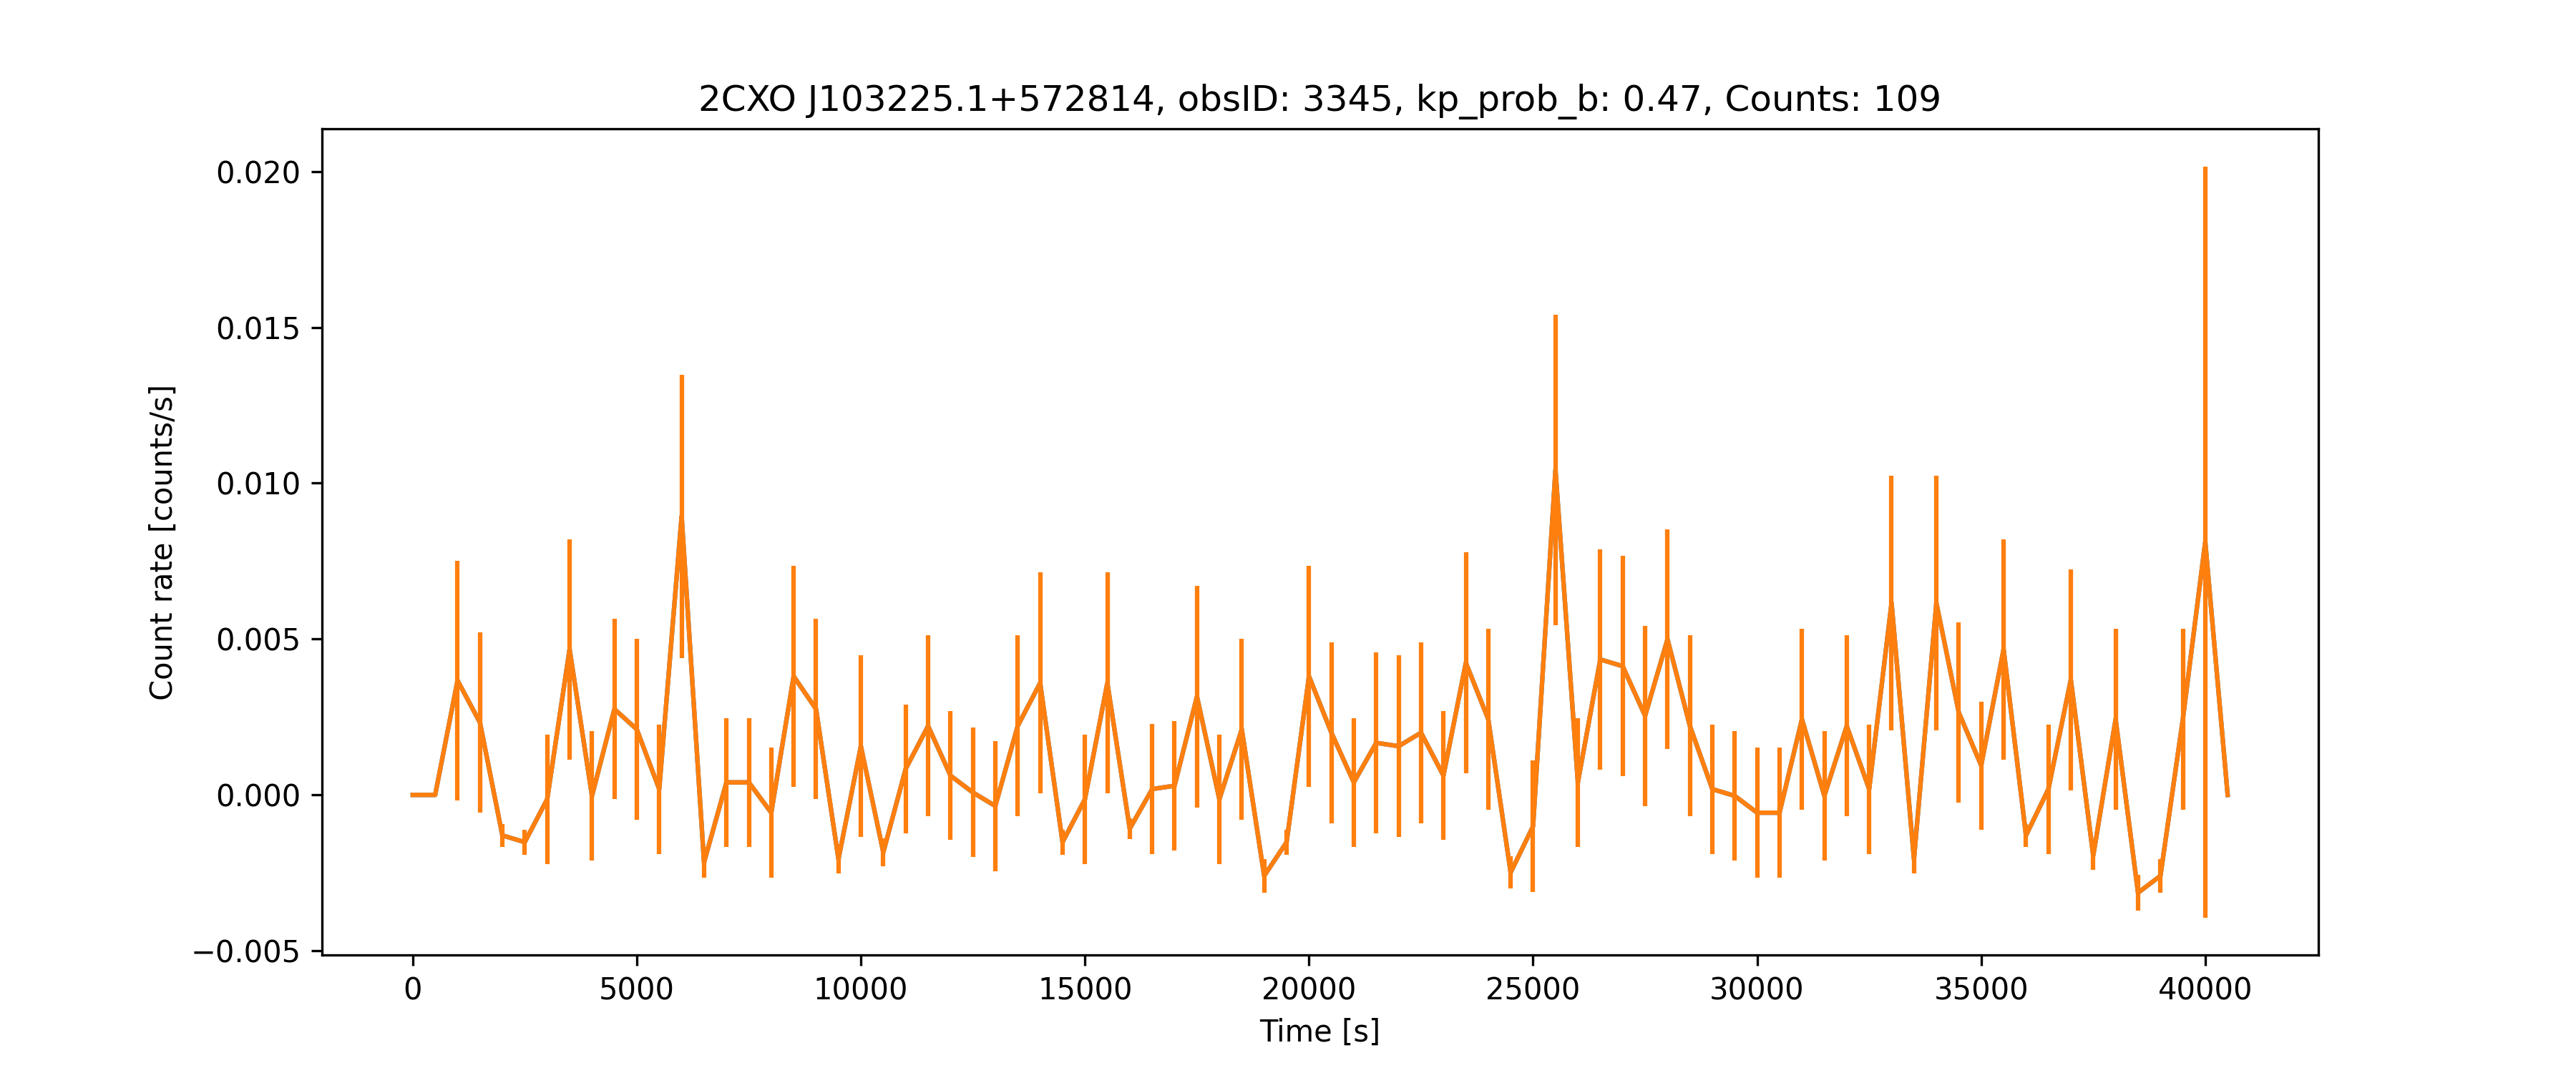 2CXO J103225.1+572814, obsID: 3345, kp_prob_b: 0.47, Counts: 109
0.020
0.015
0.010
0.005
0.000
−0.005
Count rate [counts/s]
0 5000 10000 15000 20000 25000 30000 35000 40000
Time [s]